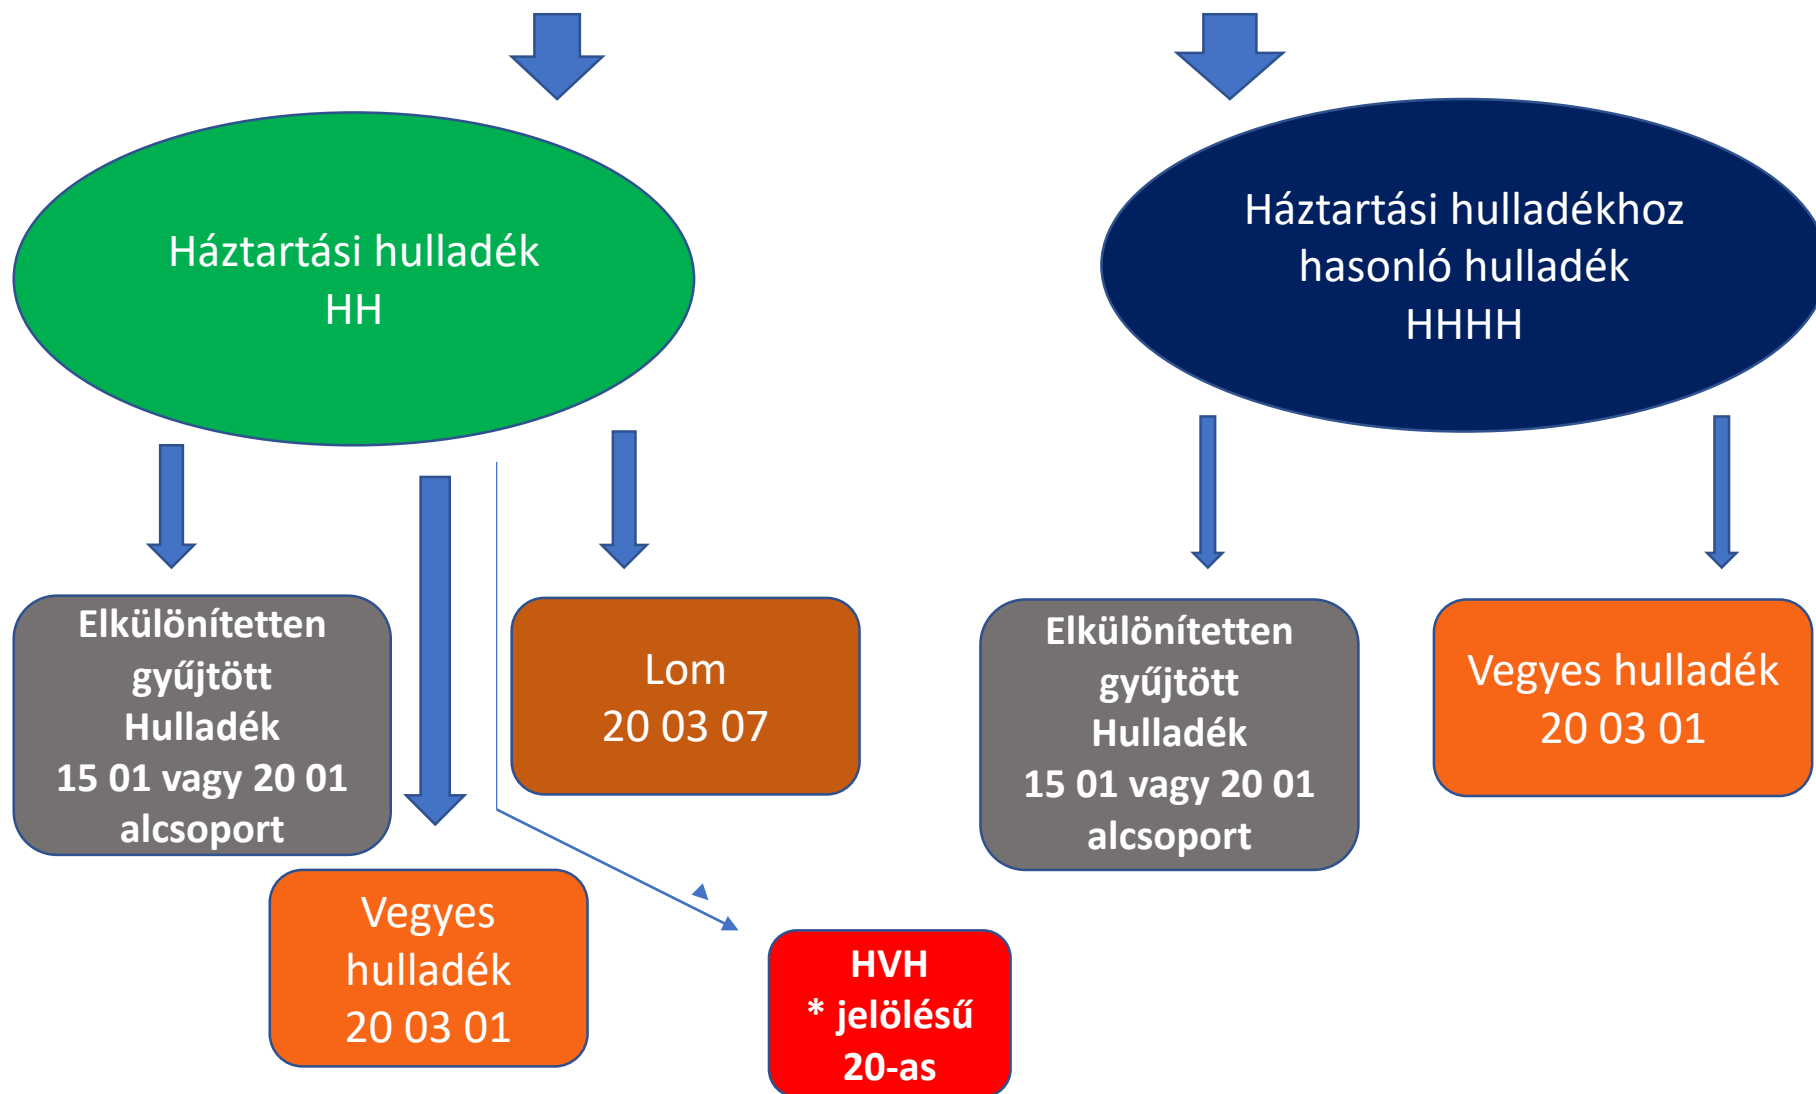 Háztartási hulladék
HH
Háztartási hulladékhoz
hasonló hulladék
HHHH
Elkülönítetten
gyűjtött
Hulladék
15 01 vagy 20 01
alcsoport
Lom
20 03 07
Elkülönítetten
gyűjtött
Hulladék
15 01 vagy 20 01
alcsoport
Vegyes hulladék
20 03 01
Vegyes
hulladék
20 03 01
HVH
* jelölésű
20-as